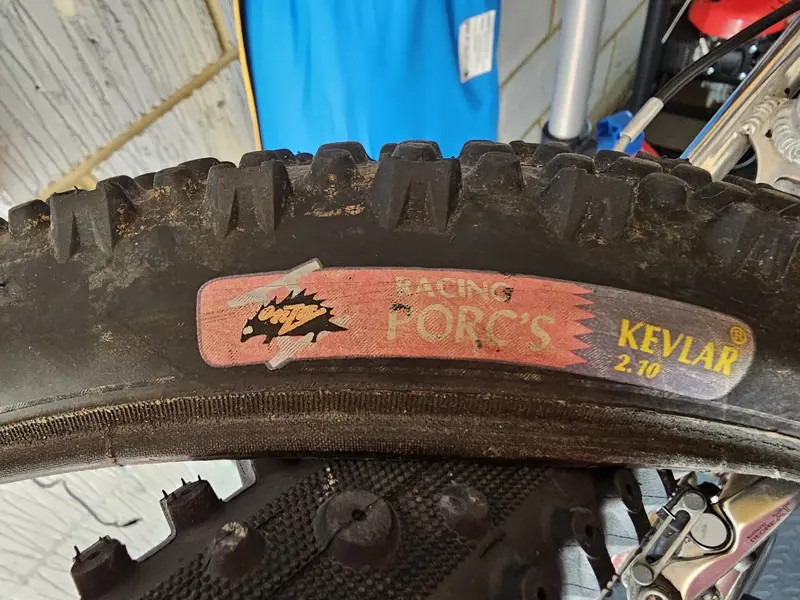 RACING
PORC'S
KEVLAR®
2.10